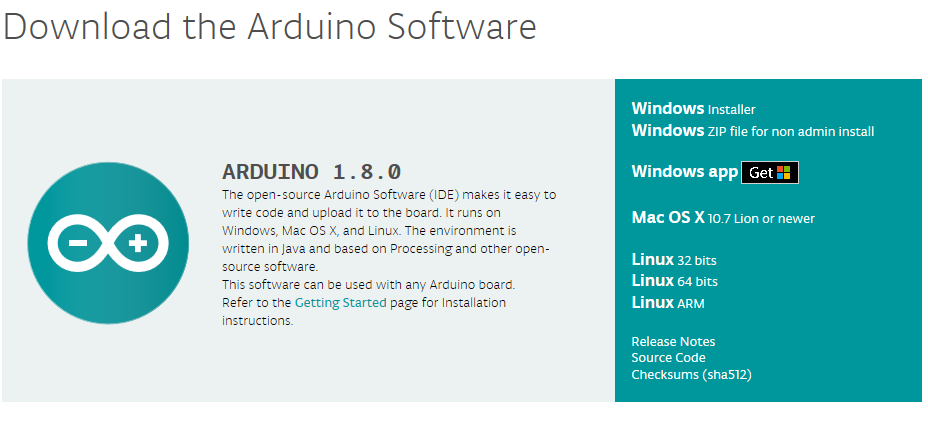 Download the Arduino Software
ARDUINO 1.8.0
The open-source Arduino Software (IDE) makes it easy to
write code and upload it to the board. It runs on
Windows, Mac OS X, and Linux. The environment is
written in Java and based on Processing and other open-
source software.
This software can be used with any Arduino board.
Refer to the Getting Started page for Installation
instructions.
Windows Installer
Windows ZIP file for non admin install
Windows app Get
Mac OS X 10.7 Lion or newer
Linux 32 bits
Linux 64 bits
Linux ARM
Release Notes
Source Code
Checksums (sha512)